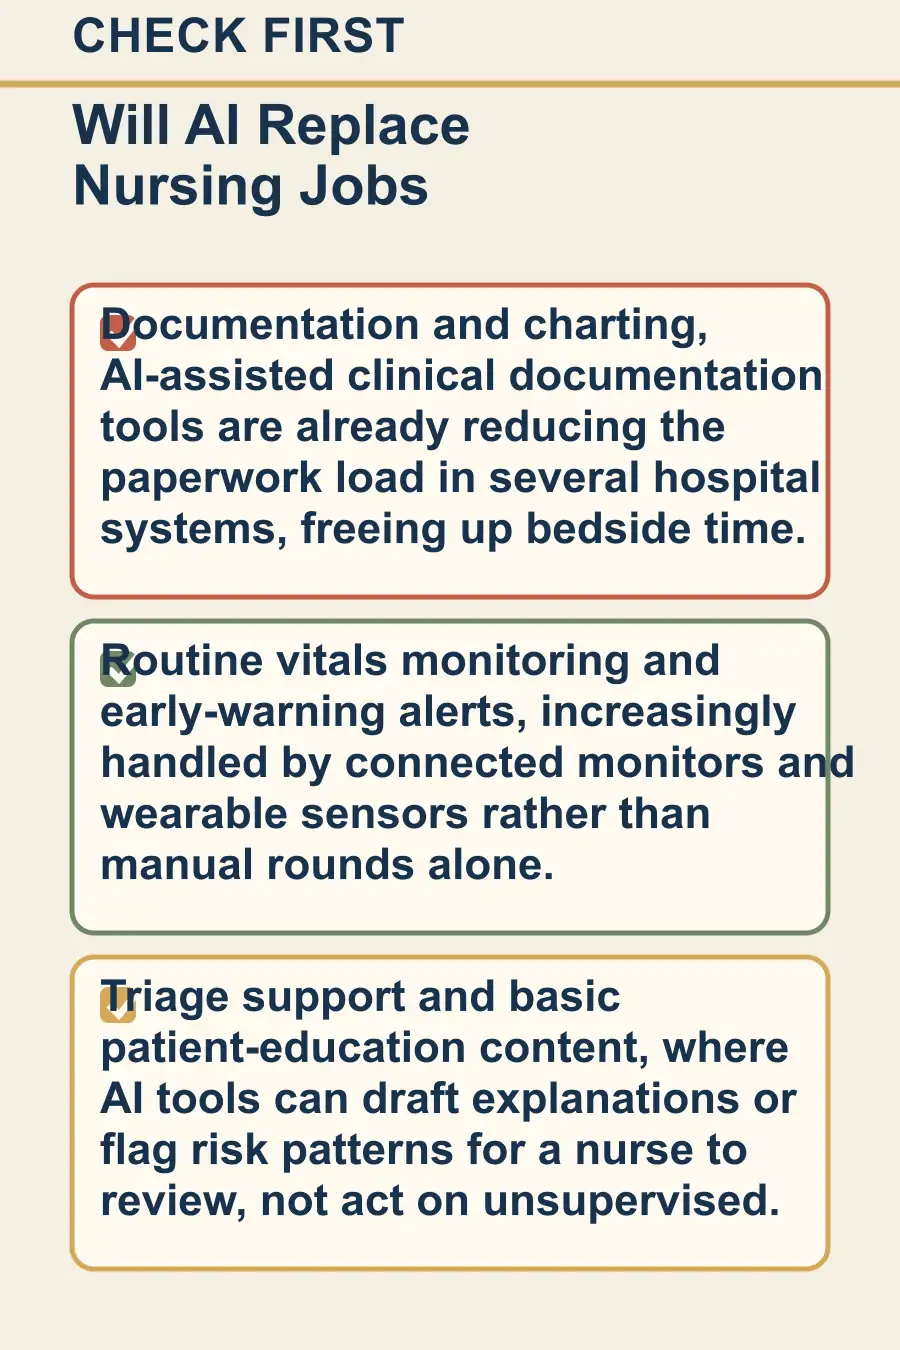 CHECK FIRST
Will AI Replace
Nursing Jobs
Documentation and charting,
AI-assisted clinical documentation
tools are already reducing the
paperwork load in several hospital
systems, freeing up bedside time.
Routine vitals monitoring and
early-warning alerts, increasingly
handled by connected monitors and
wearable sensors rather than
manual rounds alone.
Triage support and basic
patient-education content, where
AI tools can draft explanations or
flag risk patterns for a nurse to
review, not act on unsupervised.